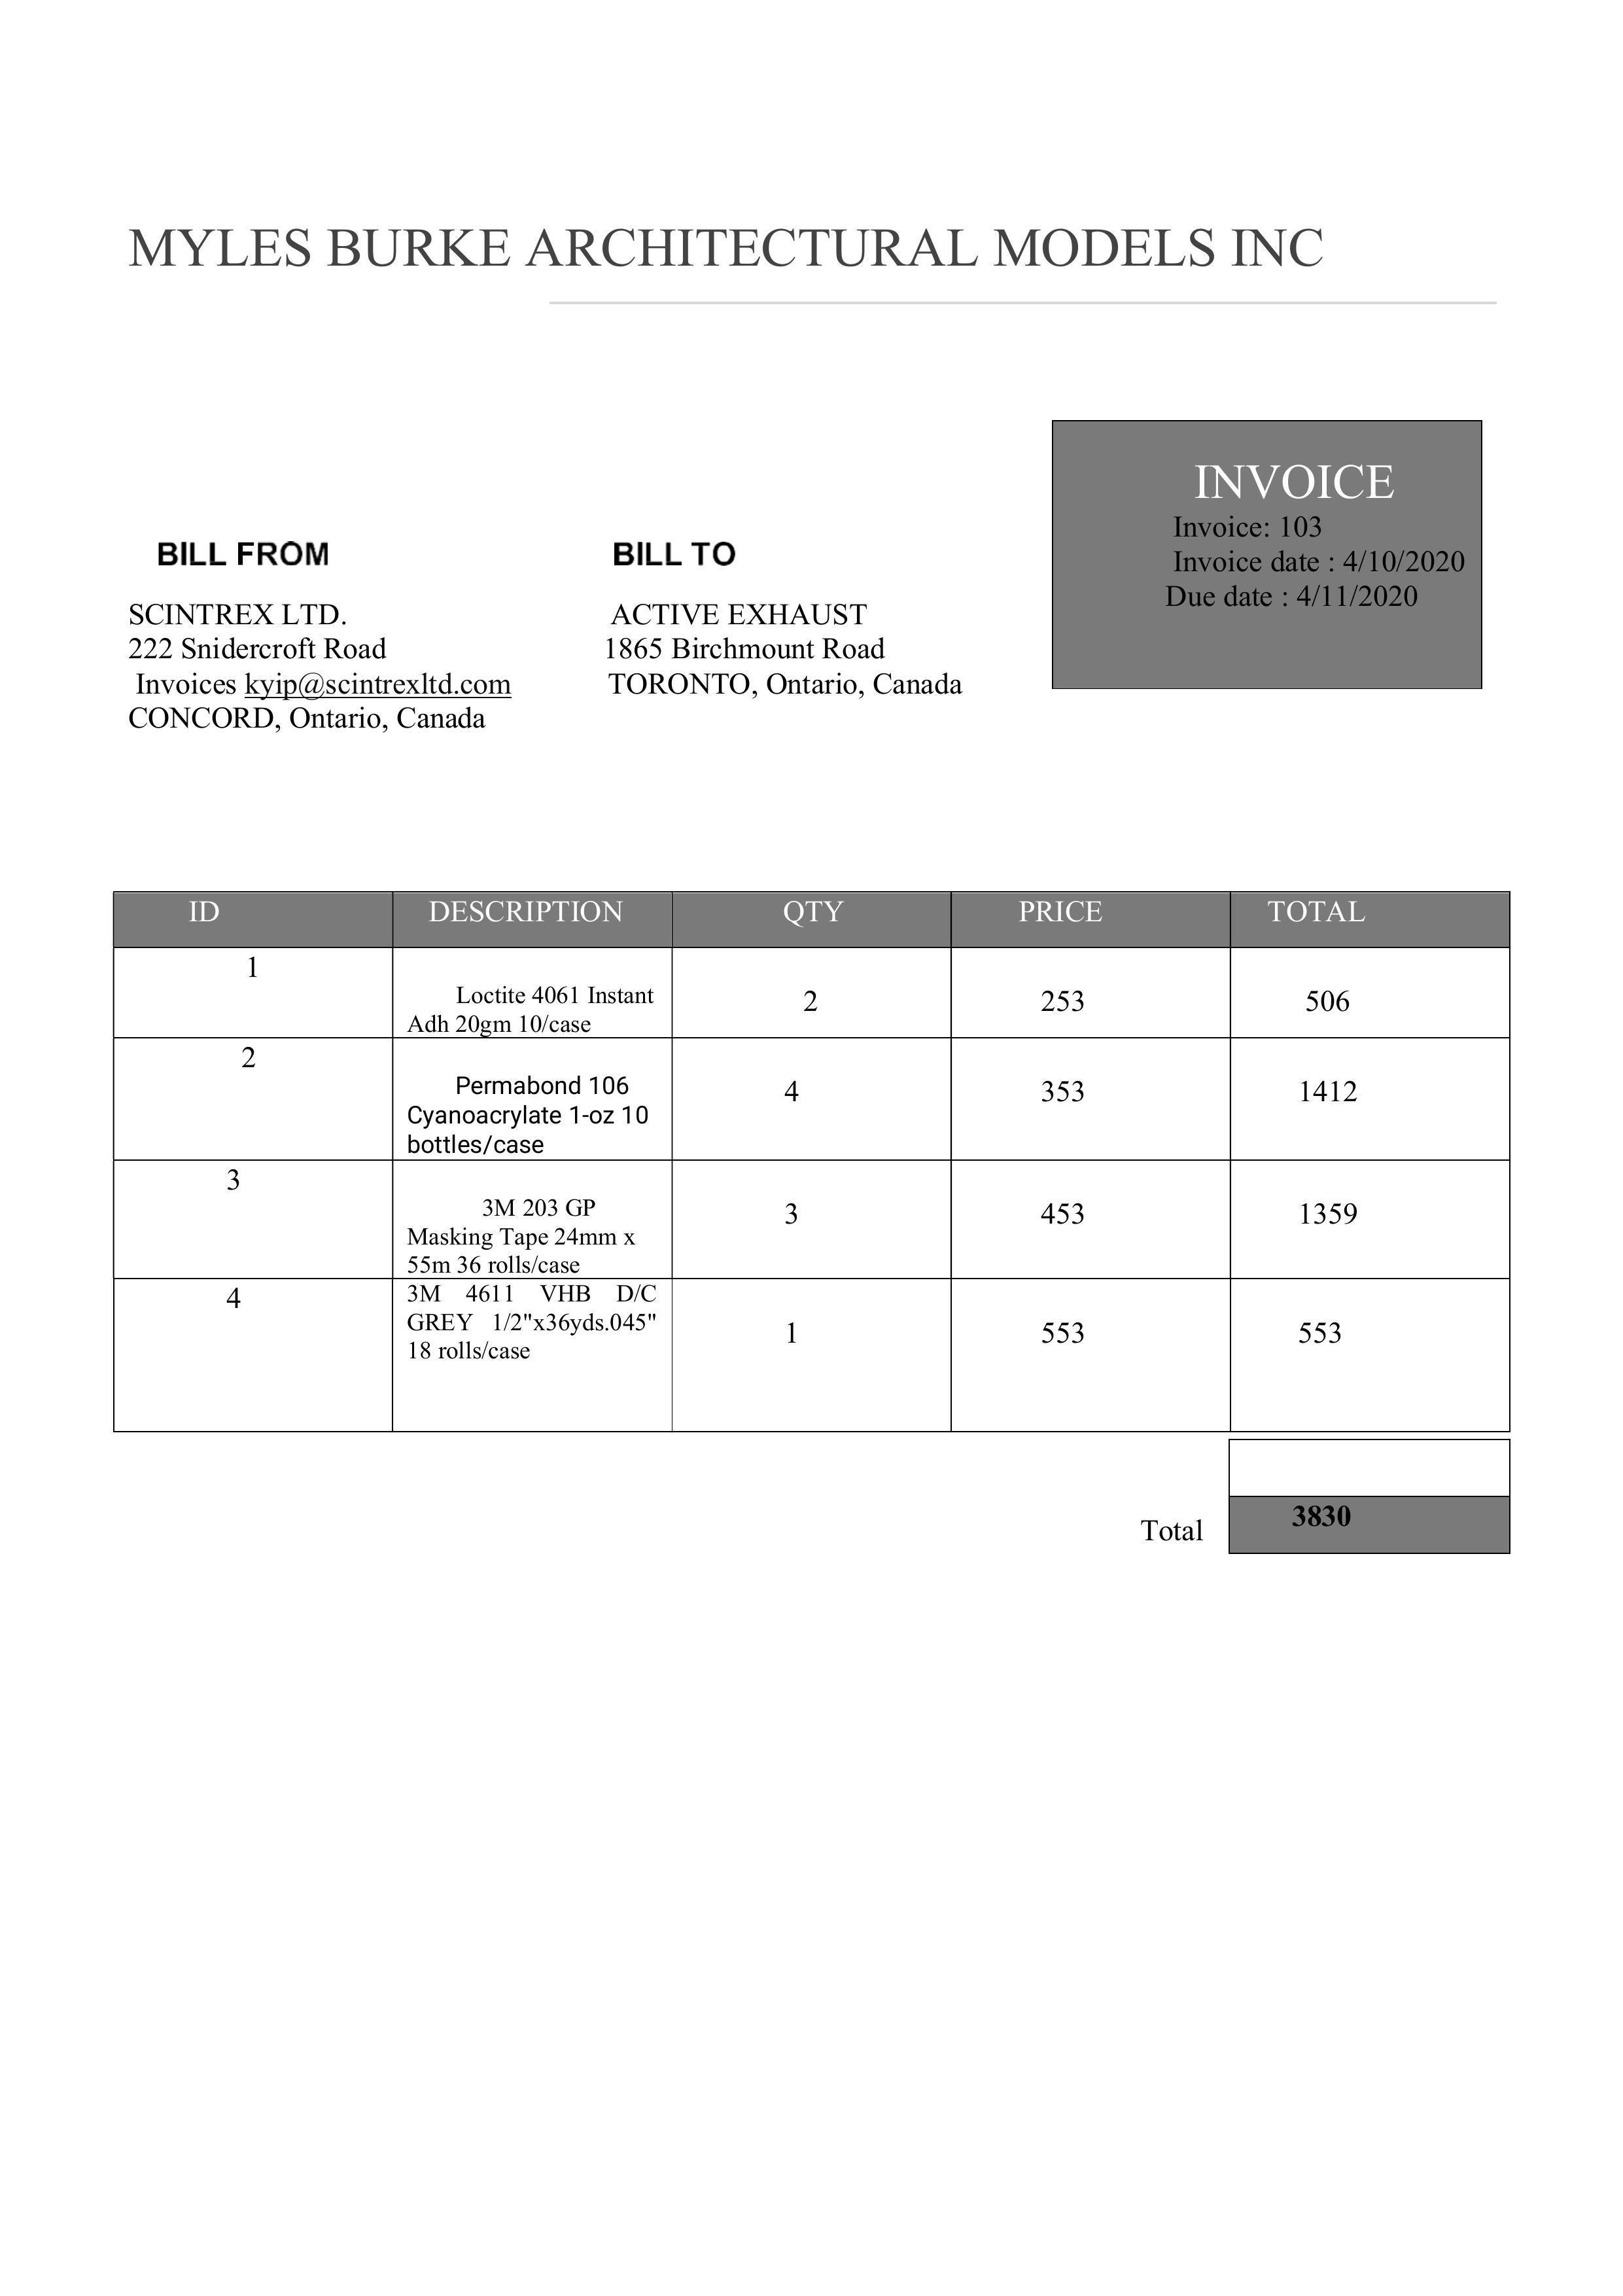 MYLES BURKE ARCHITECTURAL MODELS INC
INVOICE
Invoice: 103
Invoice date : 4/10/2020
Due date : 4/11/2020
BILL FROM
SCINTREX LTD.
222 Snidercroft Road
Invoices kyip@scintrexltd.com
CONCORD, Ontario, Canada
BILL TO
ACTIVE EXHAUST
1865 Birchmount Road
TORONTO, Ontario, Canada
ID DESCRIPTION QTY PRICE TOTAL
1
Loctite 4061 Instant
Adh 20gm 10/case
2 253 506
2
Permabond 106
Cyanoacrylate 1-oz 10
bottles/case
4 353 1412
3
3M 203 GP
Masking Tape 24mm x
55m 36 rolls/case
3 453 1359
4
3M 4611 VHB D/C
GREY 1/2"x36yds.045"
18 rolls/case
1 553 553
Total 3830